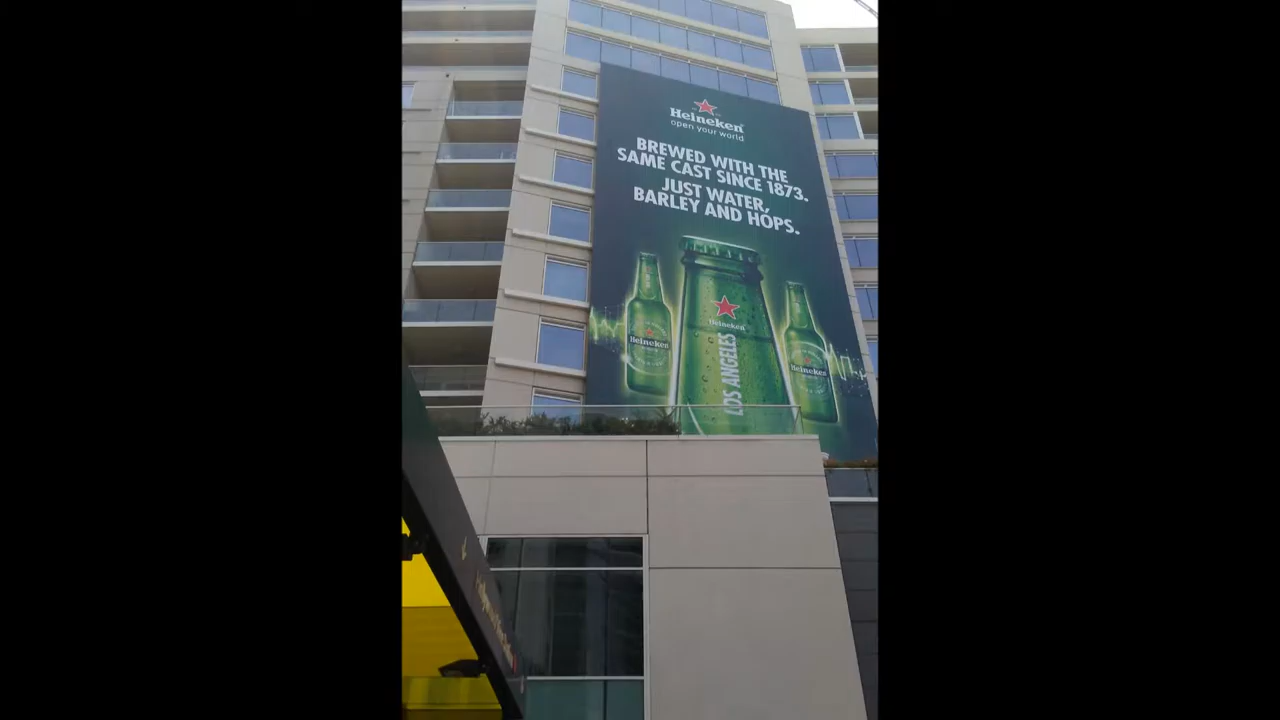 Heineken
open your world
BREWED WITH THE
SAME CAST SINCE 1873.
JUST WATER,
BARLEY AND HOPS.
Heineken
LOS ANGELES
Heineken
Heineken